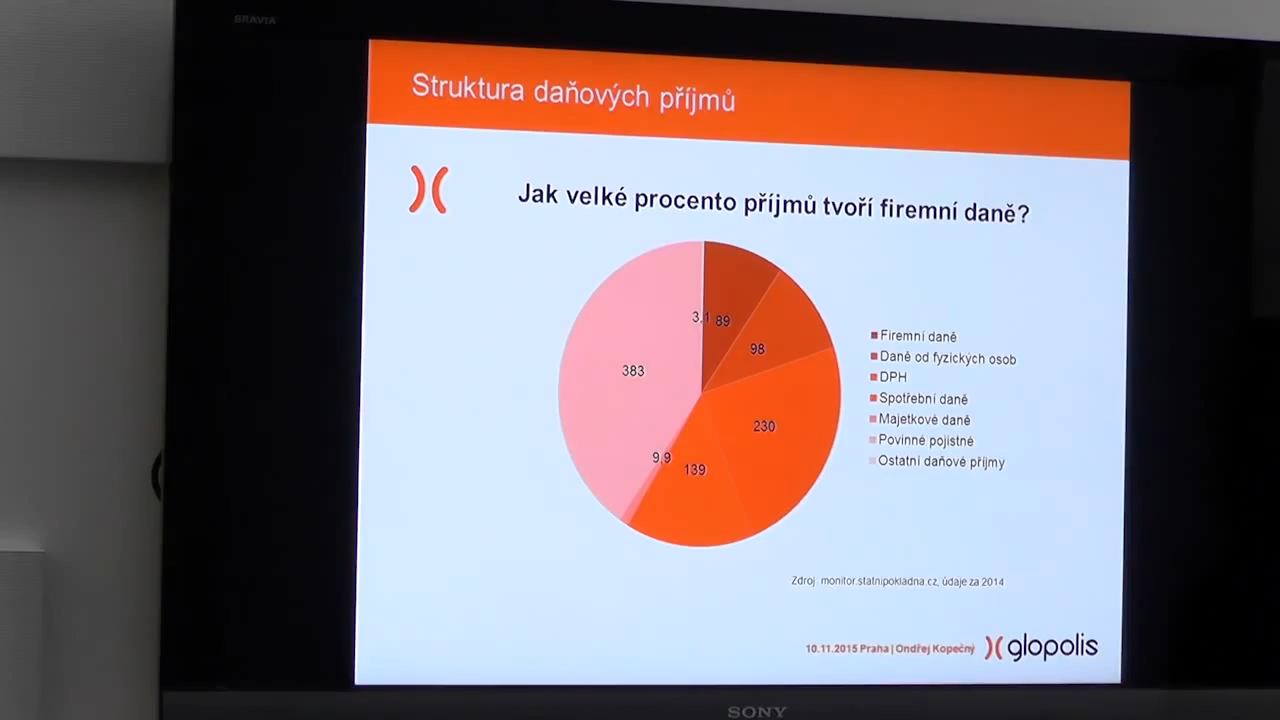 BRAVIA
Struktura daňových příjmů
Jak velké procento příjmů tvoří firemní daně?
3,1
89
98
383
230
9,9
139
Firemní daně
Daně od fyzických osob
DPH
Spotřební daně
Majetkové daně
Povinné pojistné
Ostatní daňové příjmy
Zdroj: monitor.statnipokladna.cz, údaje za 2014
10.11.2015 Praha | Ondřej Kopečný
glopolis
SONY